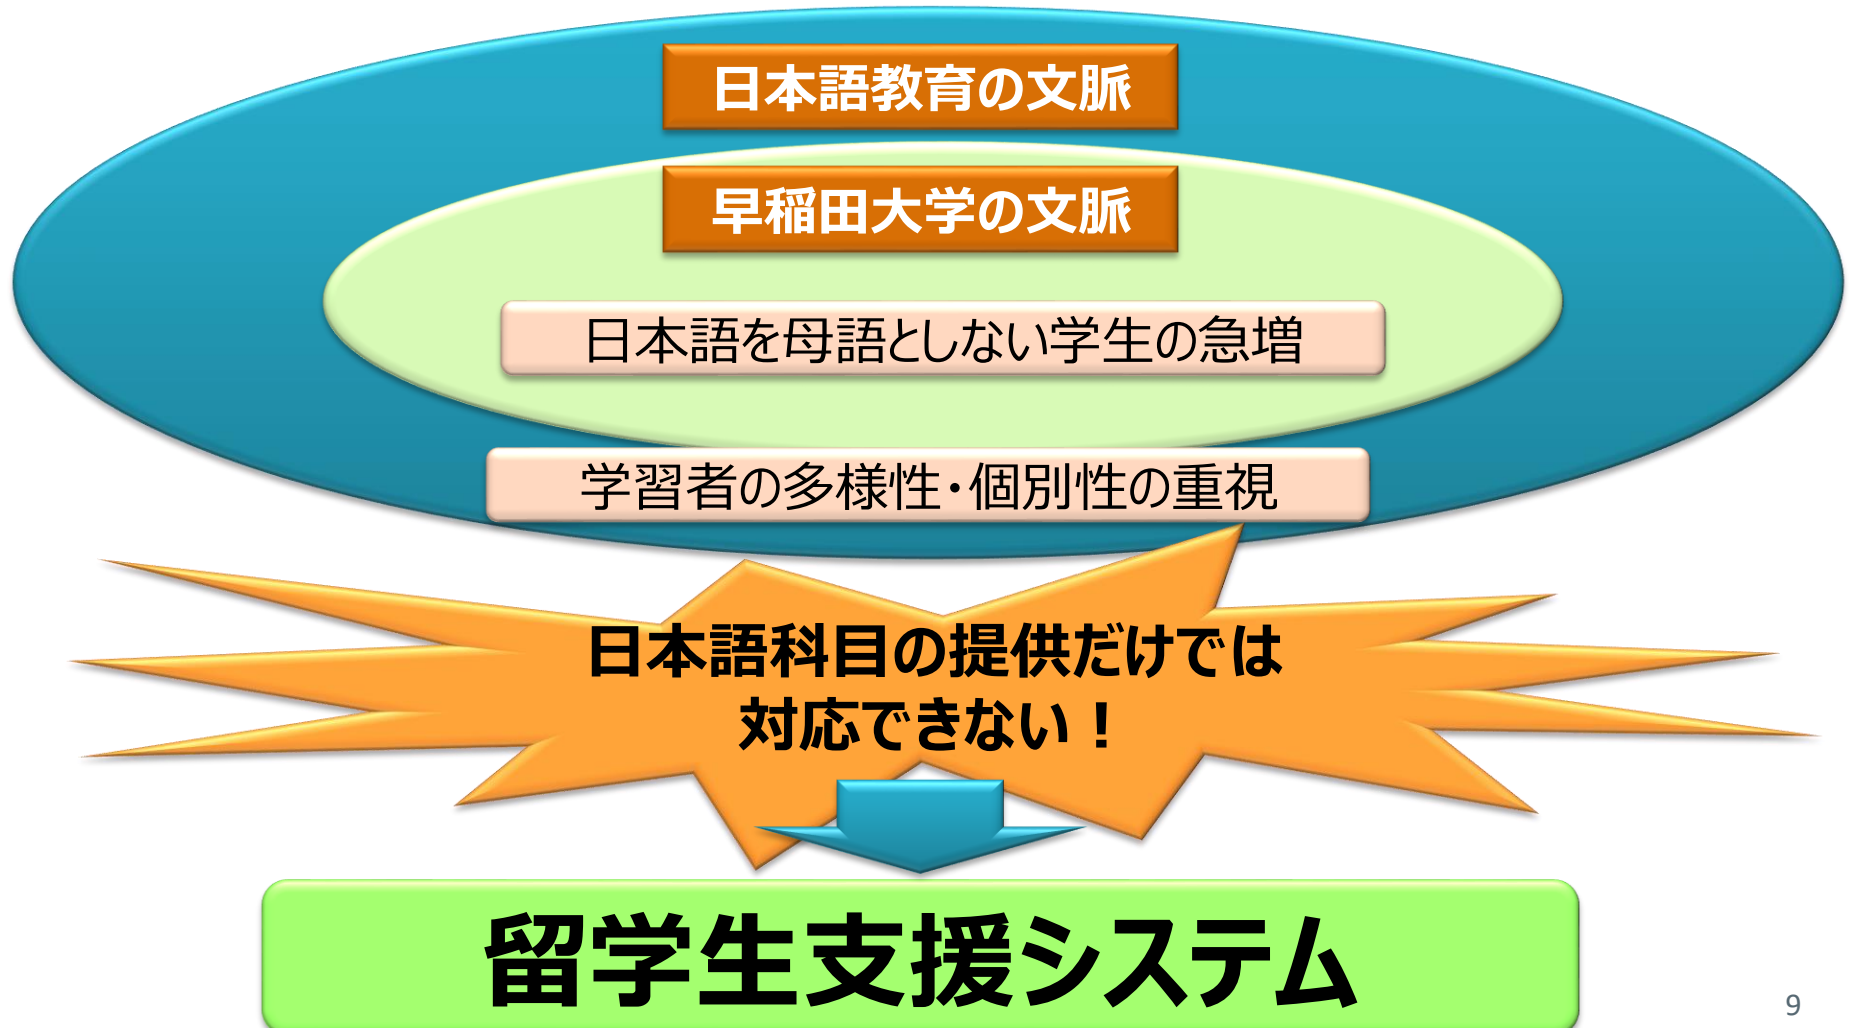 日本語教育の文脈
早稲田大学の文脈
日本語を母語としない学生の急増
学習者の多様性・個別性の重視
日本語科目の提供だけでは
対応できない！
留学生支援システム
9